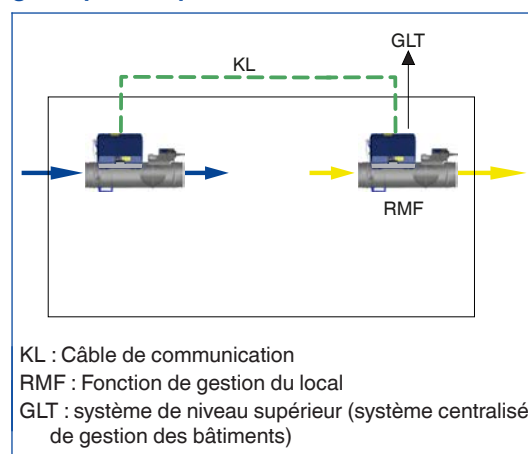 GLT
KL
RMF
KL : Câble de communication
RMF : Fonction de gestion du local
GLT : système de niveau supérieur (système centralisé
de gestion des bâtiments)